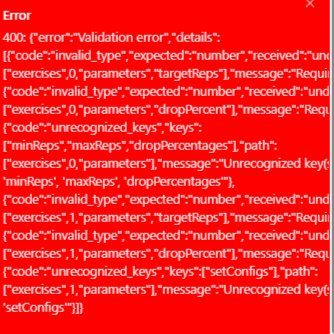 Error
400: {"error":"Validation error","details":
[{"code":"invalid_type","expected":"number","received":"und
["exercises",0,"parameters","targetReps"],"message":"Requi
{"code":"invalid_type","expected":"number","received":"und
["exercises",0,"parameters","dropPercent"],"message":"Requ
{"code":"unrecognized_keys","keys":
["minReps","maxReps","dropPercentages"],"path":
["exercises",0,"parameters"],"message":"Unrecognized key(s
'minReps', 'maxReps', 'dropPercentages'"},
{"code":"invalid_type","expected":"number","received":"und
["exercises",1,"parameters","targetReps"],"message":"Requi
{"code":"invalid_type","expected":"number","received":"und
["exercises",1,"parameters","dropPercent"],"message":"Requ
{"code":"unrecognized_keys","keys":["setConfigs"],"path":
["exercises",1,"parameters"],"message":"Unrecognized key(s
'setConfigs'"}]}